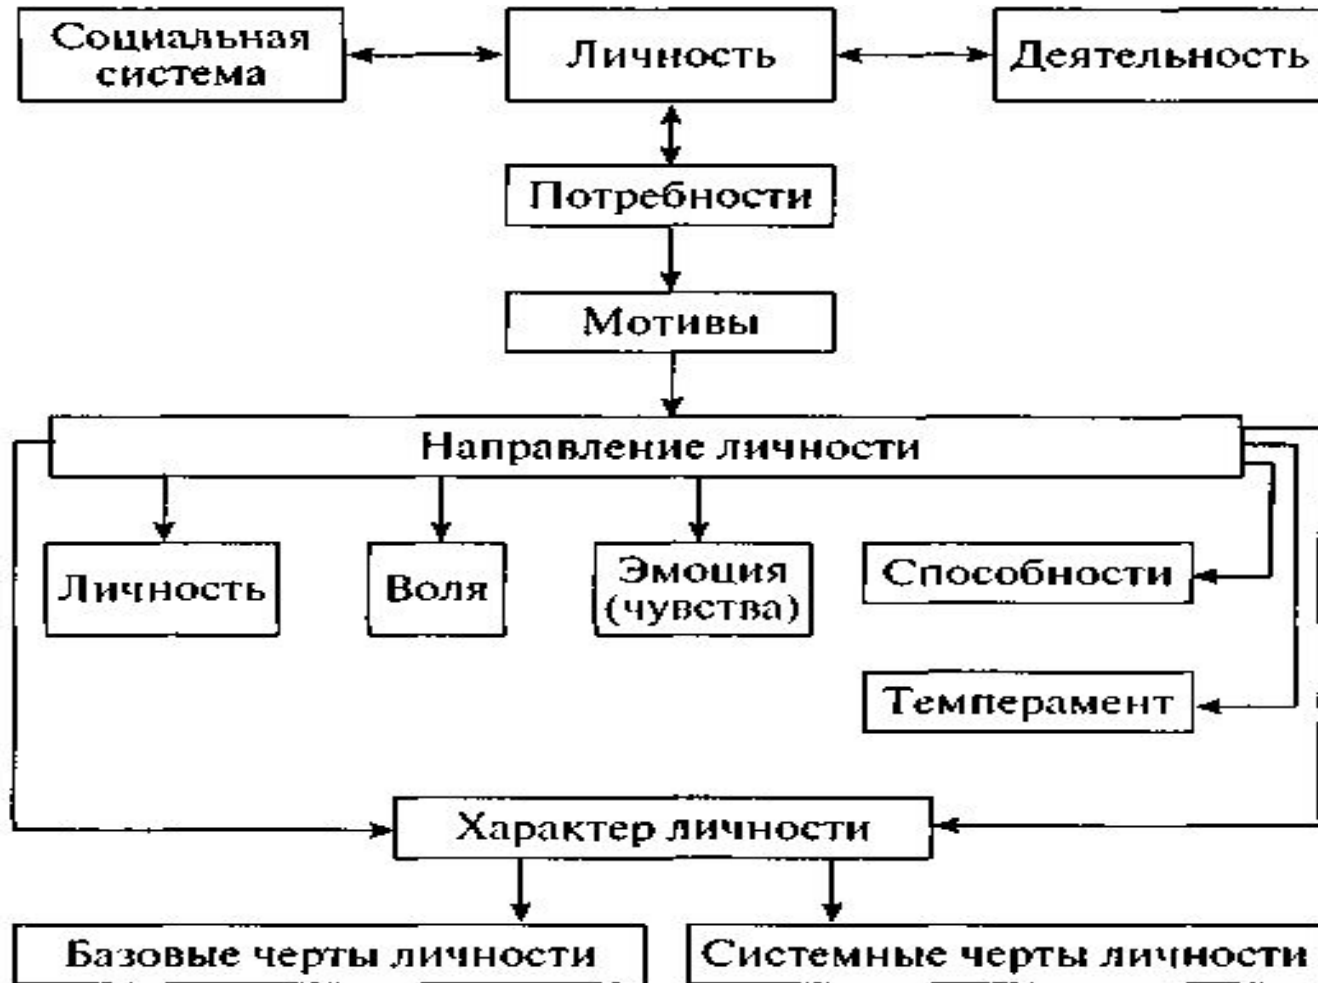 Социальная
система
Личность
Деятельность
Потребности
Мотивы
Направление личности
Личность
Воля
Эмоция
(чувства)
Способности
Темперамент
Характер личности
Базовые черты личности
Системные черты личности